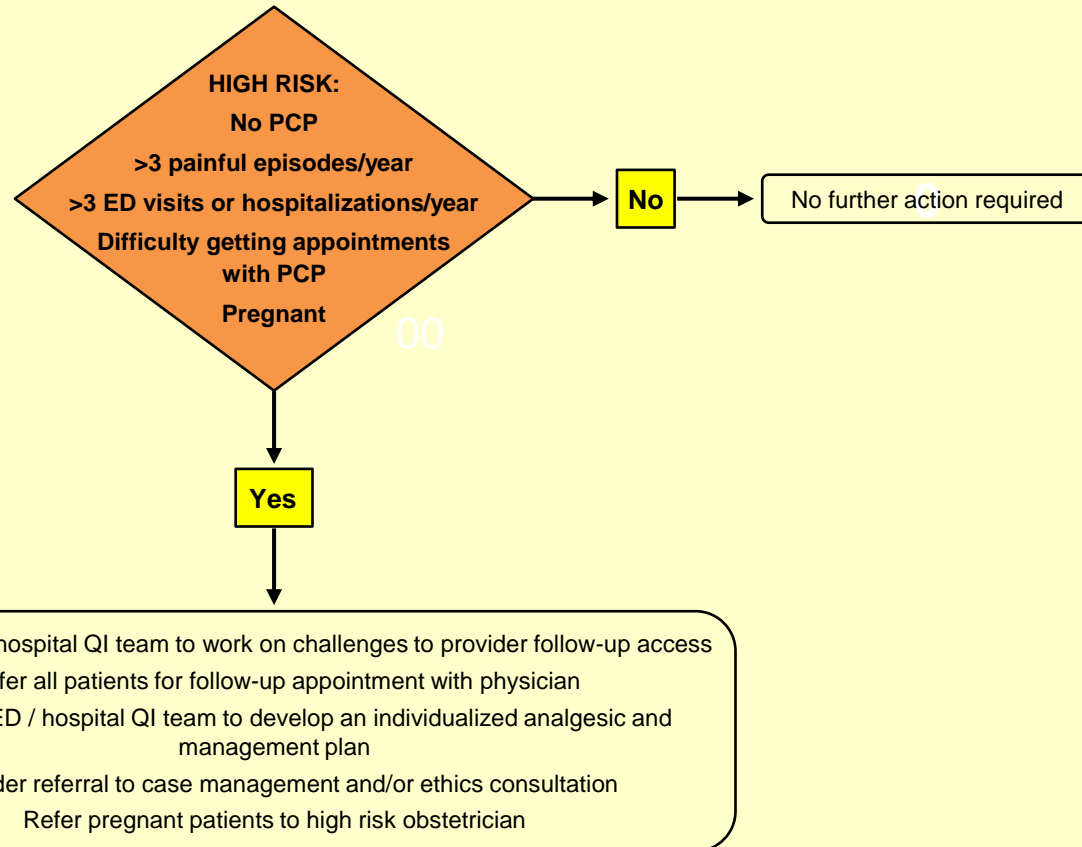 HIGH RISK:
No PCP
>3 painful episodes/year
>3 ED visits or hospitalizations/year
Difficulty getting appointments
with PCP
Pregnant
No
No further action required
0
00
Yes
hospital QI team to work on challenges to provider follow-up access
fer all patients for follow-up appointment with physician
ED / hospital QI team to develop an individualized analgesic and
management plan
der referral to case management and/or ethics consultation
Refer pregnant patients to high risk obstetrician